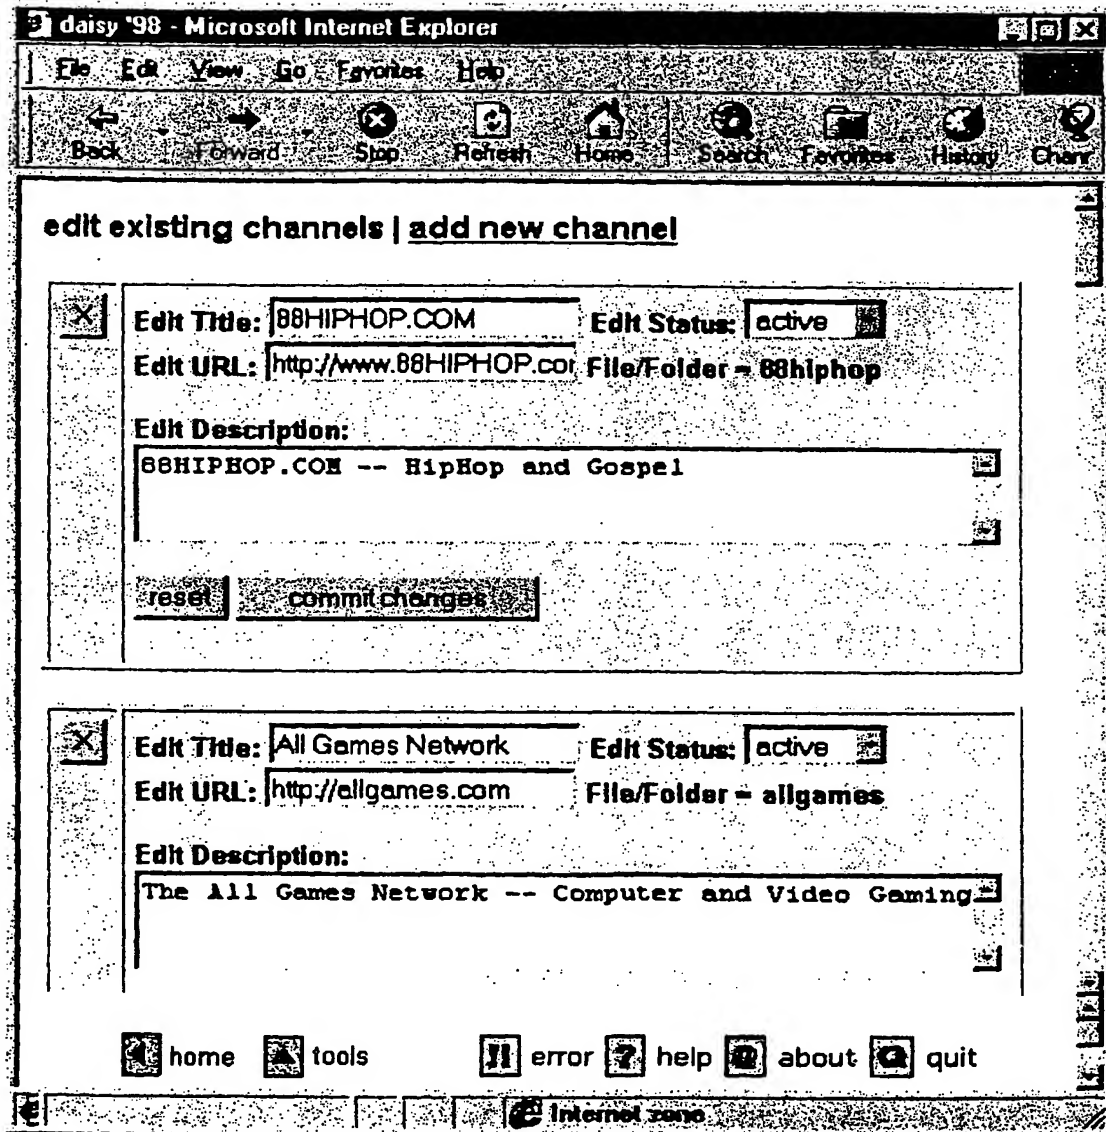 daisy '98 - Microsoft Internet Explorer
File Edit View Go Favorites Help
Back Forward Stop Refresh Home Search Favorites History Chann
edit existing channels | add new channel
X
Edit Title: 88HIPHOP.COM Edit Status: active
Edit URL: http://www.88HIPHOP.cor File/Folder = 88hiphop
Edit Description:
88HIPHOP.COM -- HipHop and Gospel
reset commit changes
X
Edit Title: All Games Network Edit Status: active
Edit URL: http://allgames.com File/Folder = allgames
Edit Description:
The All Games Network -- Computer and Video Gaming
home tools !! error ? help @ about quit
Internet zone